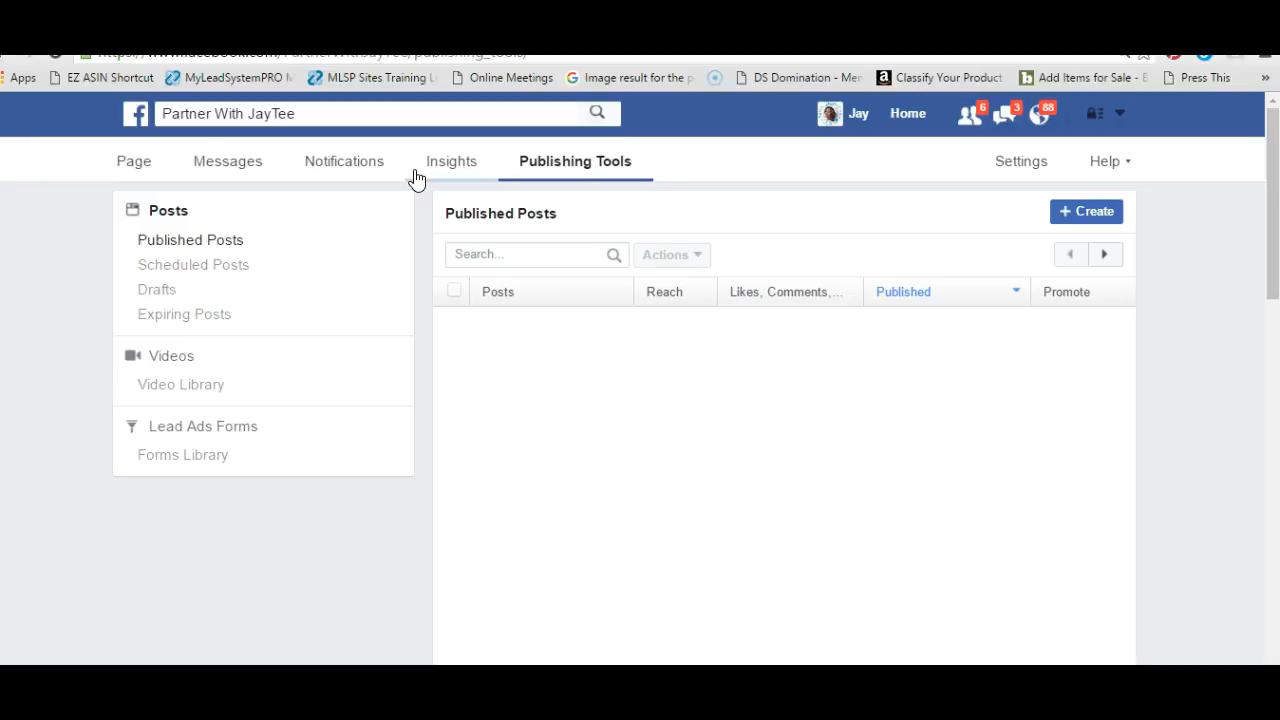 Apps EZ ASIN Shortcut MyLeadSystemPRO MLSP Sites Training Online Meetings Image result for the DS Domination - Classify Your Product Add Items for Sale - Press This »
Partner With JayTee Jay Home 6 3 88
Page Messages Notifications Insights Publishing Tools Settings Help
Posts
Published Posts
Scheduled Posts
Drafts
Expiring Posts
Videos
Video Library
Lead Ads Forms
Forms Library
Published Posts + Create
Search... Actions
Posts Reach Likes, Comments,... Published Promote